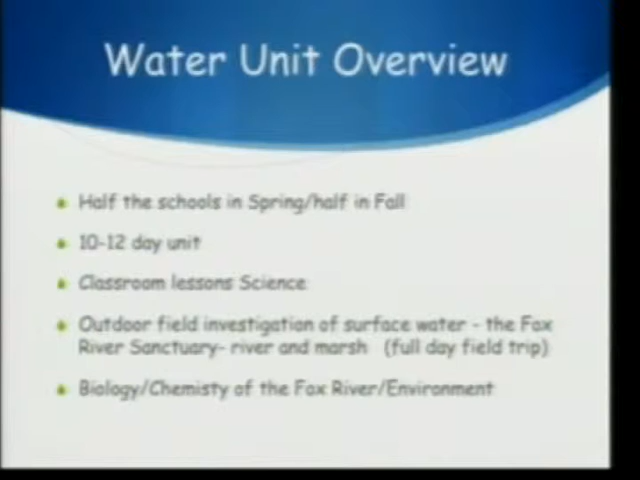 Water Unit Overview
Half the schools in Spring/half in Fall
10-12 day unit
Classroom lessons Science
Outdoor field investigation of surface water - the Fox
River Sanctuary- river and marsh (full day field trip)
Biology/Chemisty of the Fox River/Environment